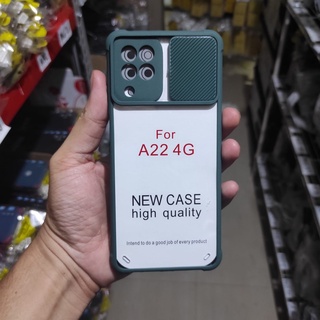 For
A22 4G
NEW CASE
high quality
Intend to do a good job of every product